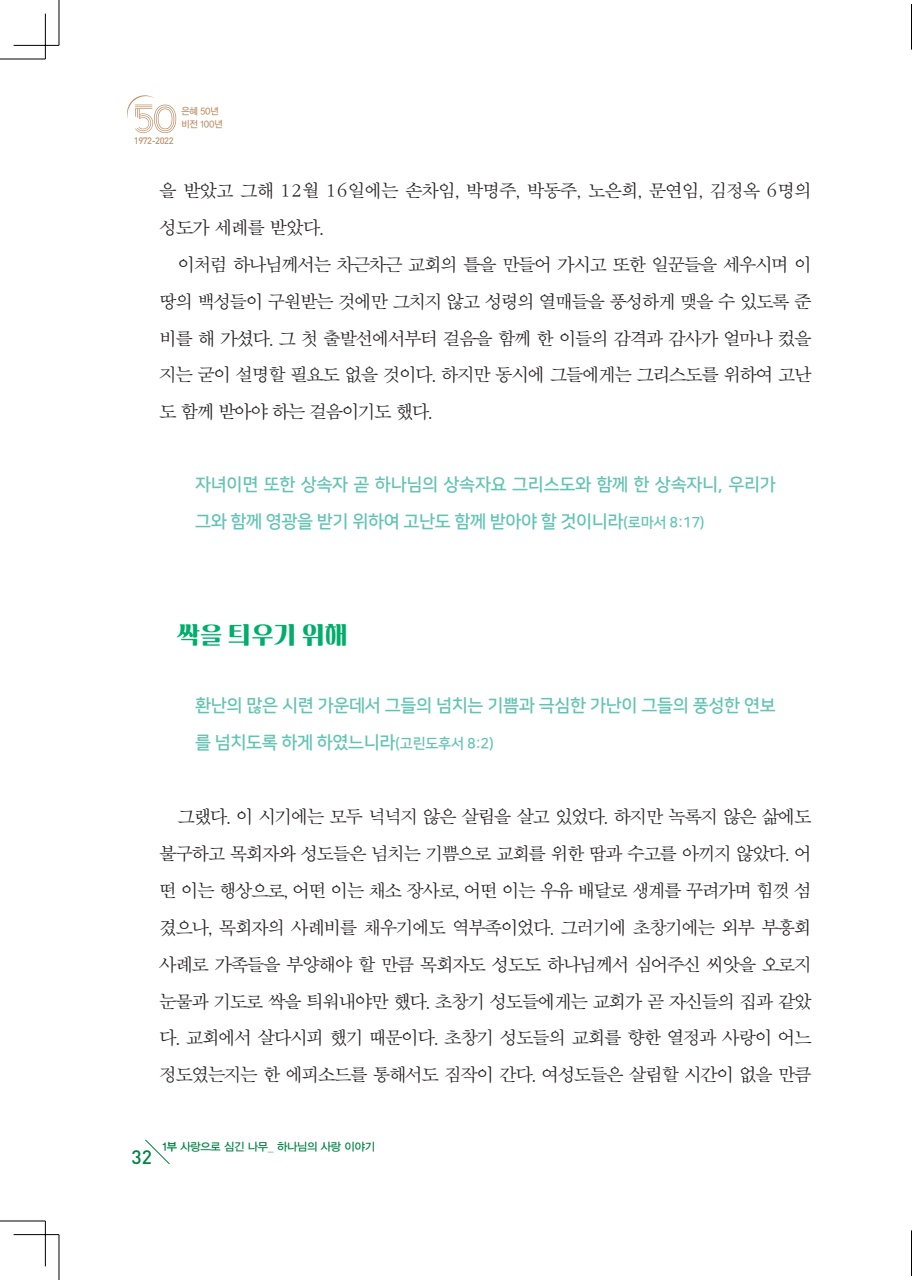 50
은혜 50년
비전 100년
1972-2022
을 받았고 그해 12월 16일에는 손차임, 박명주, 박동주, 노은희, 문연임, 김정옥 6명의
성도가 세례를 받았다.
이처럼 하나님께서는 차근차근 교회의 틀을 만들어 가시고 또한 일꾼들을 세우시며 이
땅의 백성들이 구원받는 것에만 그치지 않고 성령의 열매들을 풍성하게 맺을 수 있도록 준
비를 해 가셨다. 그 첫 출발선에서부터 걸음을 함께 한 이들의 감격과 감사가 얼마나 컸을
지는 굳이 설명할 필요도 없을 것이다. 하지만 동시에 그들에게는 그리스도를 위하여 고난
도 함께 받아야 하는 걸음이기도 했다.
자녀이면 또한 상속자 곧 하나님의 상속자요 그리스도와 함께 한 상속자니, 우리가
그와 함께 영광을 받기 위하여 고난도 함께 받아야 할 것이니라(로마서 8:17)
싹을 틔우기 위해
환난의 많은 시련 가운데서 그들의 넘치는 기쁨과 극심한 가난이 그들의 풍성한 연보
를 넘치도록 하게 하였느니라(고린도후서 8:2)
그랬다. 이 시기에는 모두 넉넉지 않은 살림을 살고 있었다. 하지만 녹록지 않은 삶에도
불구하고 목회자와 성도들은 넘치는 기쁨으로 교회를 위한 땀과 수고를 아끼지 않았다. 어
떤 이는 행상으로, 어떤 이는 채소 장사로, 어떤 이는 우유 배달로 생계를 꾸려가며 힘껏 섬
겼으나, 목회자의 사례비를 채우기에도 역부족이었다. 그러기에 초창기에는 외부 부흥회
사례로 가족들을 부양해야 할 만큼 목회자도 성도도 하나님께서 심어주신 씨앗을 오로지
눈물과 기도로 싹을 틔워내야만 했다. 초창기 성도들에게는 교회가 곧 자신들의 집과 같았
다. 교회에서 살다시피 했기 때문이다. 초창기 성도들의 교회를 향한 열정과 사랑이 어느
정도였는지는 한 에피소드를 통해서도 짐작이 간다. 여성도들은 살림할 시간이 없을 만큼
32
1부 사랑으로 심긴 나무_ 하나님의 사랑 이야기